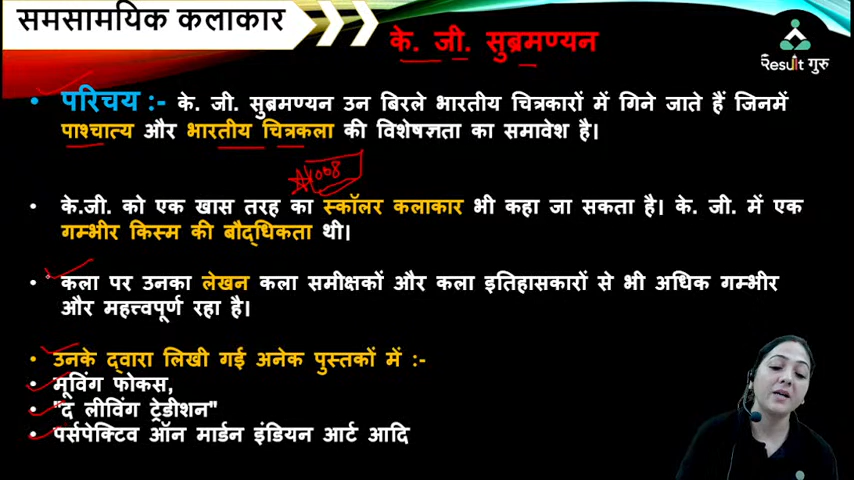 समसामयिक कलाकार
के. जी. सुब्रमण्यन
Result गुरु
• परिचय :- के. जी. सुब्रमण्यन उन बिरले भारतीय चित्रकारों में गिने जाते हैं जिनमें
पाश्चात्य और भारतीय चित्रकला की विशेषज्ञता का समावेश है।
• के.जी. को एक खास तरह का स्कॉलर कलाकार भी कहा जा सकता है। के. जी. में एक
गम्भीर किस्म की बौद्धिकता थी।
• कला पर उनका लेखन कला समीक्षकों और कला इतिहासकारों से भी अधिक गम्भीर
और महत्त्वपूर्ण रहा है।
• उनके द्वारा लिखी गई अनेक पुस्तकों में :-
• मूविंग फोकस,
• "द लीविंग ट्रेडीशन"
• पर्सपेक्टिव ऑन मार्डन इंडियन आर्ट आदि